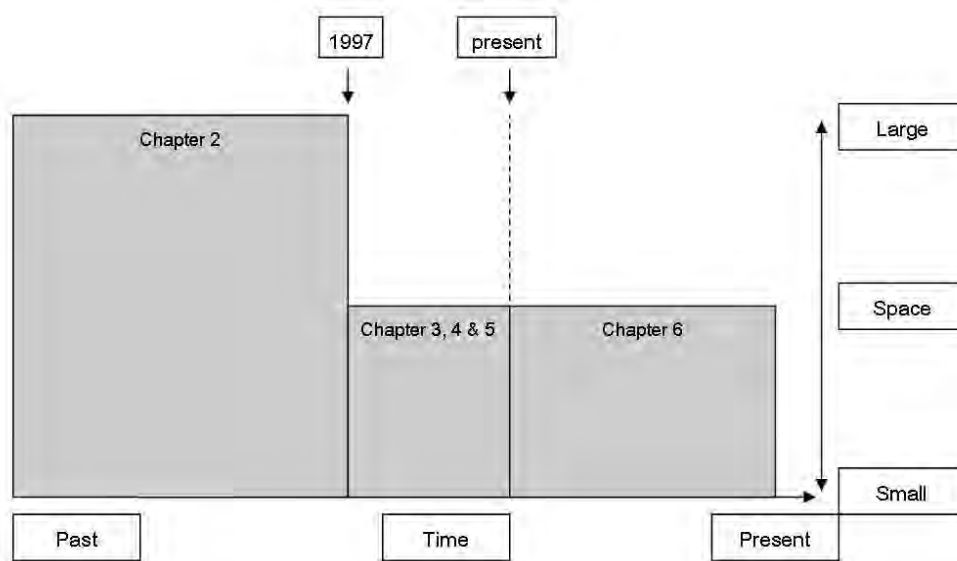 1997
present
Chapter 2
Large
Chapter 3, 4 & 5
Chapter 6
Space
Small
Past
Time
Present